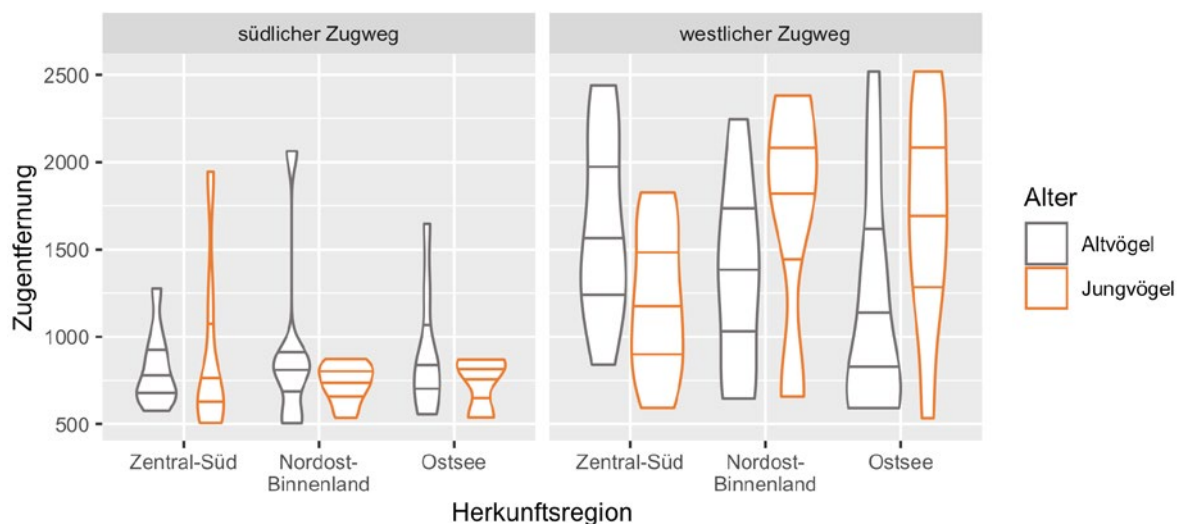 südlicher Zugweg
westlicher Zugweg
Zugentfernung
2500
2000
1500
1000
500
Zentral-Süd
Nordost-
Binnenland
Ostsee
Zentral-Süd
Nordost-
Binnenland
Ostsee
Herkunftsregion
Alter
Altvögel
Jungvögel